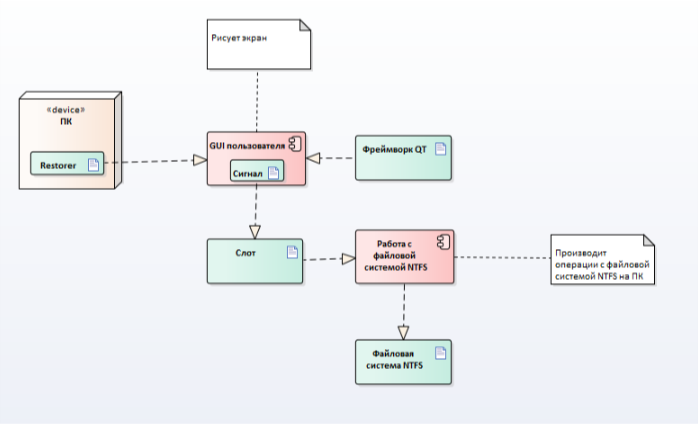 Рисует экран
«device»
ПК
Restorer
GUI пользователя
Сигнал
Фреймворк QT
Слот
Работа с
файловой
системой NTFS
Производит
операции с файловой
системой NTFS на ПК
Файловая
система NTFS